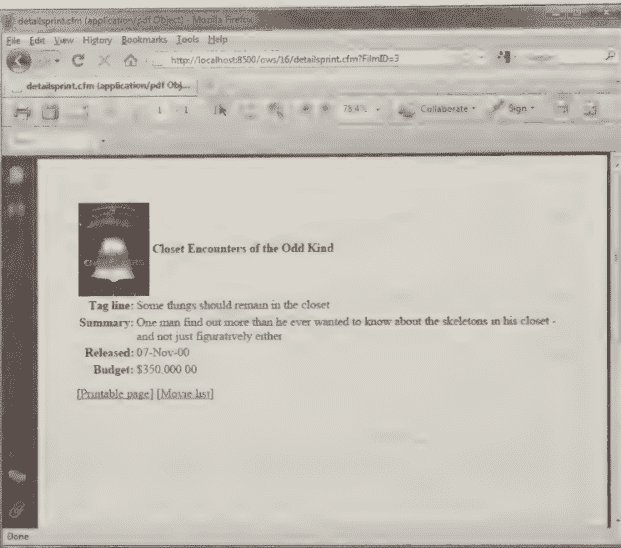 detailsprint.cfm (application/pdf Object) - Mozilla Firefox
File Edit View History Bookmarks Tools Help
http://localhost:8500/ows/16/detailsprint.cfm?FilmID=3
detailsprint.cfm (application/pdf Obj...
1 1 78.4% Collaborate Sign
Closet Encounters of the Odd Kind
Tag line: Some things should remain in the closet
Summary: One man find out more than he ever wanted to know about the skeletons in his closet -
and not just figuratively either
Released: 07-Nov-00
Budget: $350,000.00
[Printable page] [Movie list]
Done